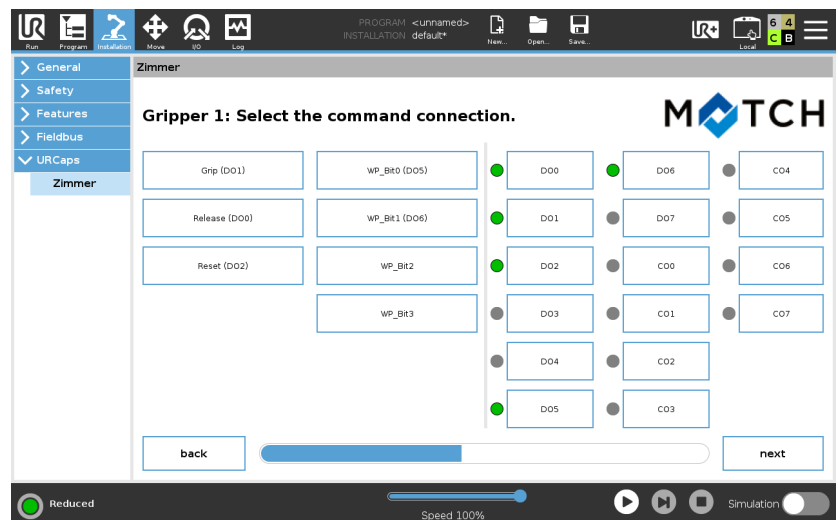 PROGRAM <unnamed>
INSTALLATION default*
Run Program Installation Move I/O Log New... Open... Save... Local
UR+
6 4
C B
General
Safety
Features
Fieldbus
URCaps
Zimmer
Zimmer
Gripper 1: Select the command connection.
MATCH
Grip (DO1) WP_Bit0 (DO5) DO0 DO6 CO4
Release (DO0) WP_Bit1 (DO6) DO1 DO7 CO5
Reset (DO2) WP_Bit2 DO2 CO0 CO6
WP_Bit3 DO3 CO1 CO7
DO4 CO2
DO5 CO3
back next
Reduced Speed 100% Simulation